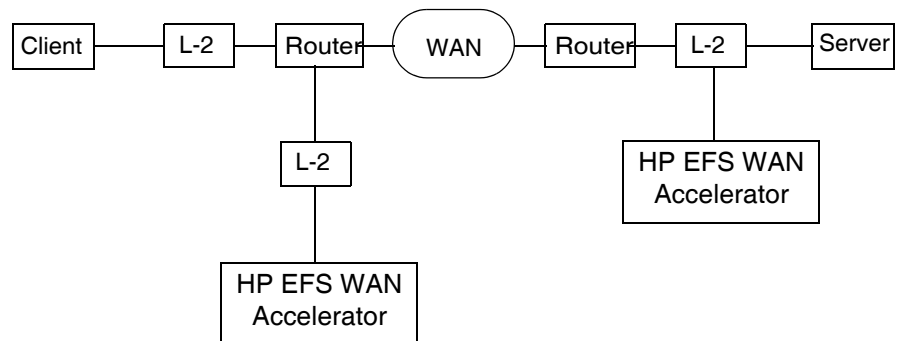 Client
L-2
Router
WAN
Router
L-2
Server
L-2
HP EFS WAN
Accelerator
HP EFS WAN
Accelerator